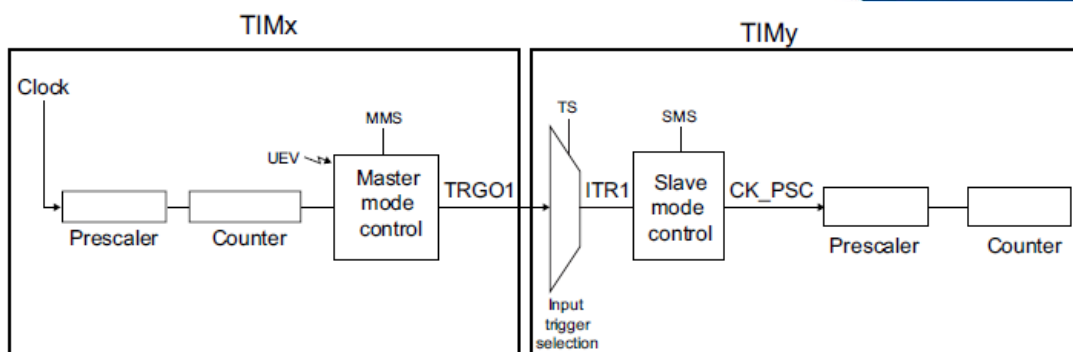 TIMx
TIMy
Clock
MMS
UEV
Master
mode
control
TRGO1
Prescaler
Counter
TS
ITR1
SMS
Slave
mode
control
CK_PSC
Prescaler
Counter
Input
trigger
selection